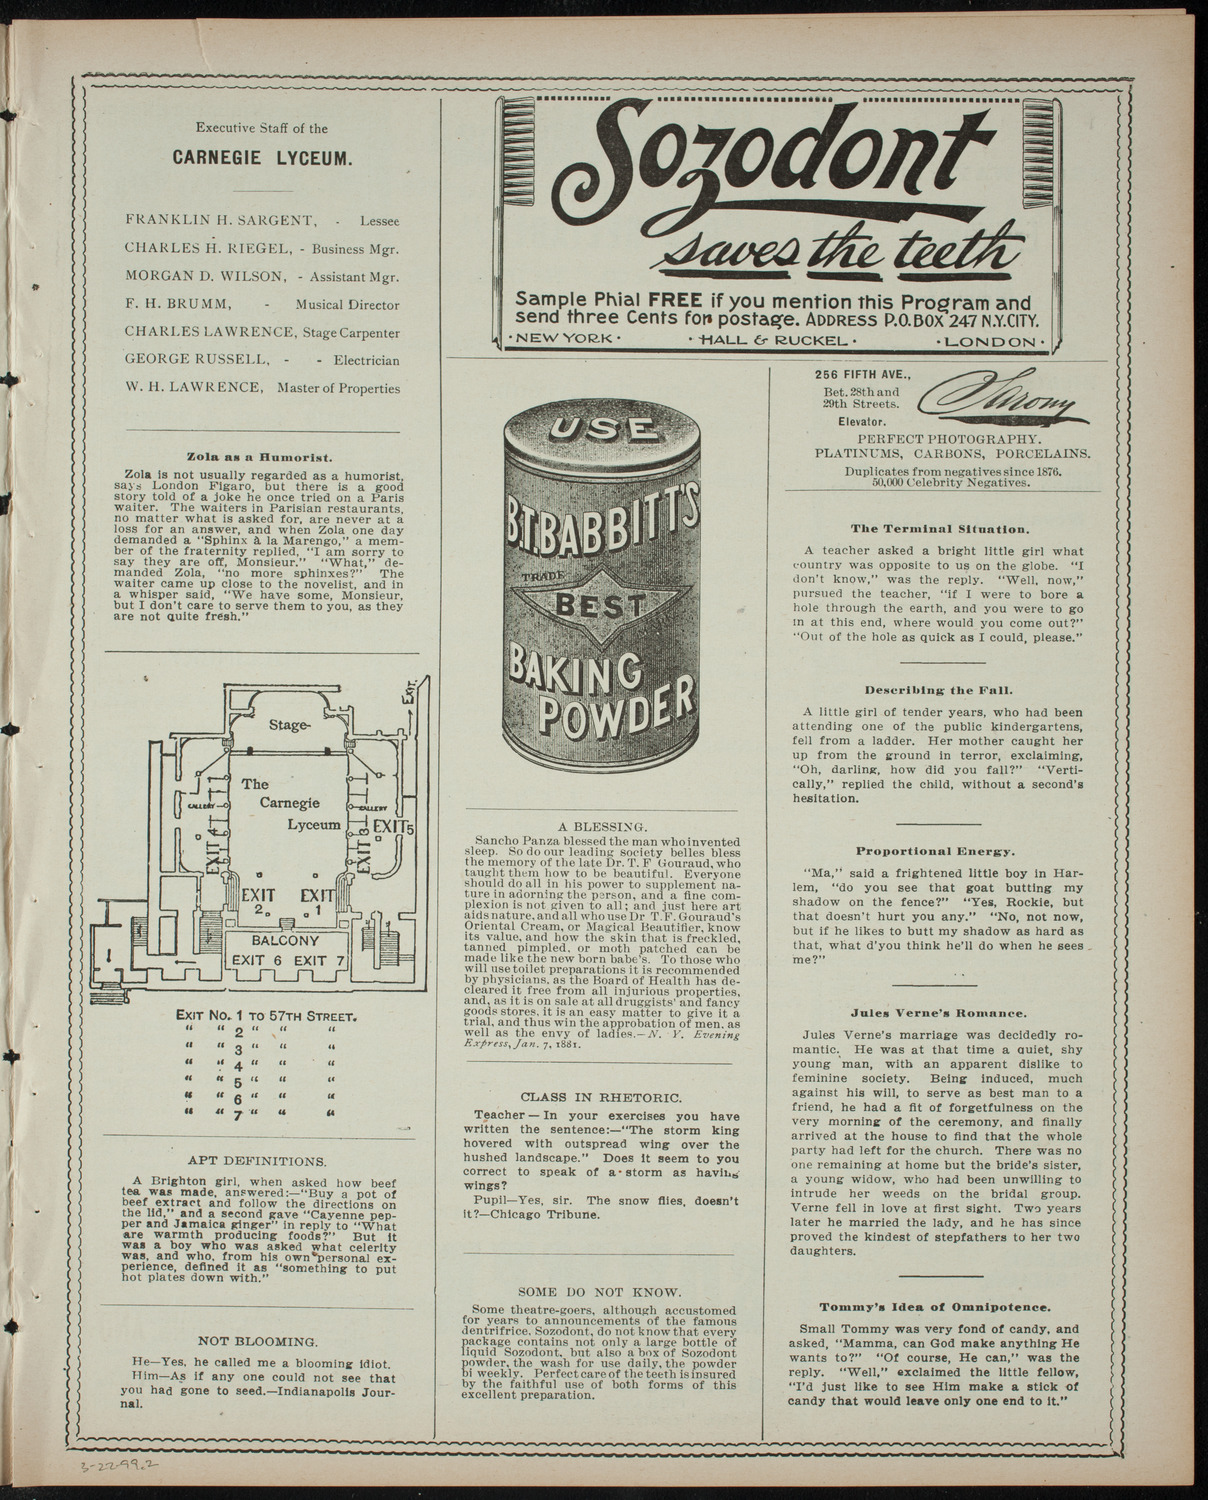 Executive Staff of the
CARNEGIE LYCEUM.
FRANKLIN H. SARGENT, - Lessee
CHARLES H. RIEGEL, - Business Mgr.
MORGAN D. WILSON, - Assistant Mgr.
F. H. BRUMM, - Musical Director
CHARLES LAWRENCE, Stage Carpenter
GEORGE RUSSELL, - - Electrician
W. H. LAWRENCE, Master of Properties
Zola as a Humorist.
Zola is not usually regarded as a humorist,
says London Figaro, but there is a good
story told of a joke he once tried on a Paris
waiter. The waiters in Parisian restaurants,
no matter what is asked for, are never at a
loss for an answer, and when Zola one day
demanded a "Sphinx à la Marengo," a mem-
ber of the fraternity replied, "I am sorry to
say they are off, Monsieur." "What," de-
manded Zola, "no more sphinxes?" The
waiter came up close to the novelist, and in
a whisper said, "We have some, Monsieur,
but I don't care to serve them to you, as they
are not quite fresh."
EXIT.
Stage
The
Carnegie
Lyceum
GALLERY
GALLERY
EXIT 4
EXIT 3
EXIT 5
EXIT 2.
EXIT 1
BALCONY
EXIT 6 EXIT 7
EXIT NO. 1 TO 57TH STREET.
" " 2 " " "
" " 3 " " "
" " 4 " " "
" " 5 " " "
" " 6 " " "
" " 7 " " "
APT DEFINITIONS.
A Brighton girl, when asked how beef
tea was made, answered:—"Buy a pot of
beef extract and follow the directions on
the lid," and a second gave "Cayenne pep-
per and Jamaica ginger" in reply to "What
are warmth producing foods?" But it
was a boy who was asked what celerity
was, and who, from his own personal ex-
perience, defined it as "something to put
hot plates down with."
NOT BLOOMING.
He—Yes, he called me a blooming idiot.
Him—As if any one could not see that
you had gone to seed.—Indianapolis Jour-
nal.
Sozodont
saves the teeth
Sample Phial FREE if you mention this Program and
send three Cents for postage. ADDRESS P.O. BOX 247 N.Y. CITY.
· NEW YORK · · HALL & RUCKEL · · LONDON ·
USE
B.T. BABBITT'S
TRADE
BEST
BAKING
POWDER
A BLESSING.
Sancho Panza blessed the man who invented
sleep. So do our leading society belles bless
the memory of the late Dr. T. F Gouraud, who
taught them how to be beautiful. Everyone
should do all in his power to supplement na-
ture in adorning the person, and a fine com-
plexion is not given to all; and just here art
aids nature, and all who use Dr T. F. Gouraud's
Oriental Cream, or Magical Beautifier, know
its value, and how the skin that is freckled,
tanned pimpled, or moth patched can be
made like the new born babe's. To those who
will use toilet preparations it is recommended
by physicians, as the Board of Health has de-
cleared it free from all injurious properties,
and, as it is on sale at all druggists' and fancy
goods stores, it is an easy matter to give it a
trial, and thus win the approbation of men, as
well as the envy of ladies.—N. Y. Evening
Express, Jan. 7, 1881.
CLASS IN RHETORIC.
Teacher — In your exercises you have
written the sentence:—"The storm king
hovered with outspread wing over the
hushed landscape." Does it seem to you
correct to speak of a storm as having
wings?
Pupil—Yes, sir. The snow flies, doesn't
it?—Chicago Tribune.
SOME DO NOT KNOW.
Some theatre-goers, although accustomed
for years to announcements of the famous
dentrifrice, Sozodont, do not know that every
package contains not only a large bottle of
liquid Sozodont, but also a box of Sozodont
powder, the wash for use daily, the powder
bi weekly. Perfect care of the teeth is insured
by the faithful use of both forms of this
excellent preparation.
256 FIFTH AVE.,
Bet. 28th and
29th Streets.
Elevator.
Sarony
PERFECT PHOTOGRAPHY.
PLATINUMS, CARBONS, PORCELAINS.
Duplicates from negatives since 1876.
50,000 Celebrity Negatives.
The Terminal Situation.
A teacher asked a bright little girl what
country was opposite to us on the globe. "I
don't know," was the reply. "Well, now,"
pursued the teacher, "if I were to bore a
hole through the earth, and you were to go
in at this end, where would you come out?"
"Out of the hole as quick as I could, please."
Describing the Fall.
A little girl of tender years, who had been
attending one of the public kindergartens,
fell from a ladder. Her mother caught her
up from the ground in terror, exclaiming,
"Oh, darling, how did you fall?" "Verti-
cally," replied the child, without a second's
hesitation.
Proportional Energy.
"Ma," said a frightened little boy in Har-
lem, "do you see that goat butting my
shadow on the fence?" "Yes, Rockie, but
that doesn't hurt you any." "No, not now,
but if he likes to butt my shadow as hard as
that, what d'you think he'll do when he sees
me?"
Jules Verne's Romance.
Jules Verne's marriage was decidedly ro-
mantic. He was at that time a quiet, shy
young man, with an apparent dislike to
feminine society. Being induced, much
against his will, to serve as best man to a
friend, he had a fit of forgetfulness on the
very morning of the ceremony, and finally
arrived at the house to find that the whole
party had left for the church. There was no
one remaining at home but the bride's sister,
a young widow, who had been unwilling to
intrude her weeds on the bridal group.
Verne fell in love at first sight. Two years
later he married the lady, and he has since
proved the kindest of stepfathers to her two
daughters.
Tommy's Idea of Omnipotence.
Small Tommy was very fond of candy, and
asked, "Mamma, can God make anything He
wants to?" "Of course, He can," was the
reply. "Well," exclaimed the little fellow,
"I'd just like to see Him make a stick of
candy that would leave only one end to it."
3-22-99.2